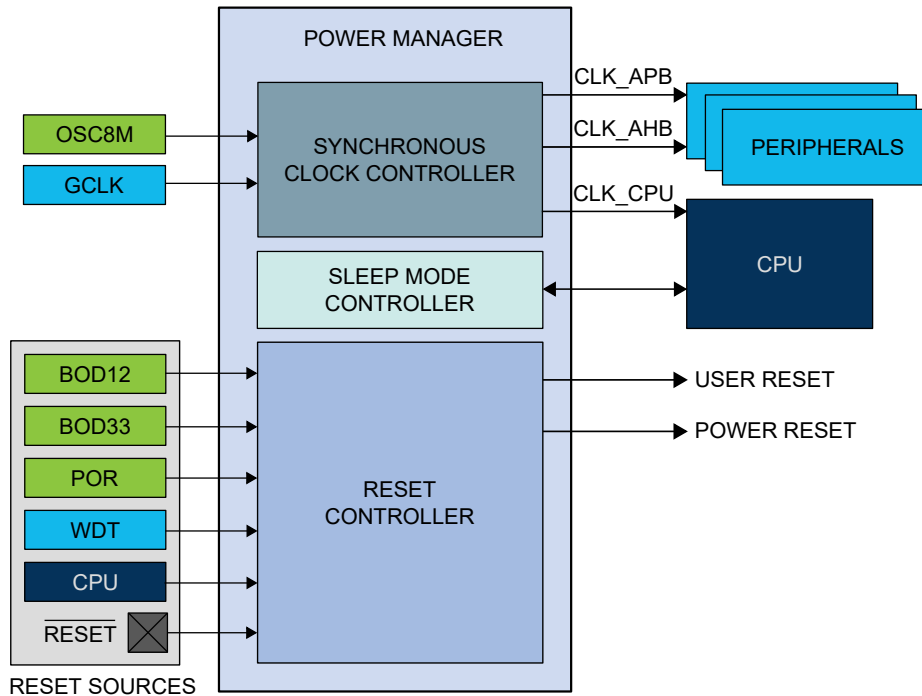 POWER MANAGER
OSC8M
GCLK
SYNCHRONOUS
CLOCK CONTROLLER
CLK_APB
CLK_AHB
CLK_CPU
PERIPHERALS
CPU
SLEEP MODE
CONTROLLER
BOD12
BOD33
POR
WDT
CPU
RESET
RESET SOURCES
RESET
CONTROLLER
USER RESET
POWER RESET